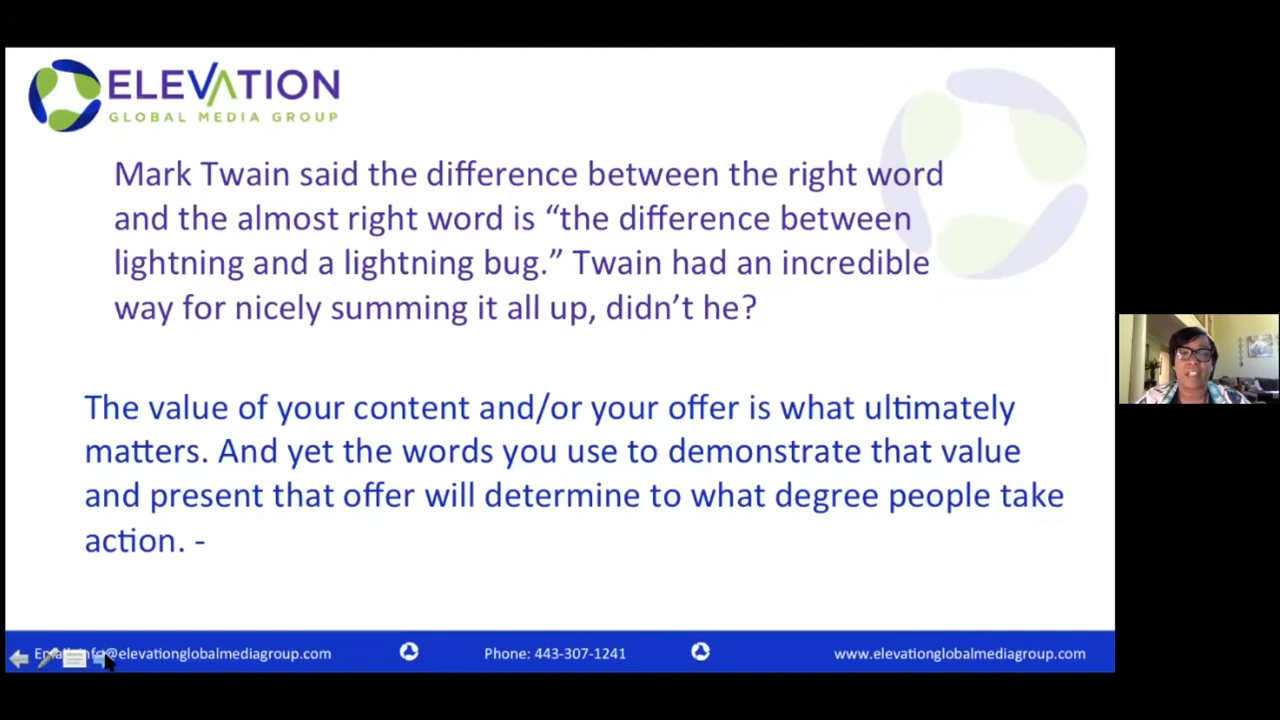 ELEVATION
GLOBAL MEDIA GROUP
Mark Twain said the difference between the right word
and the almost right word is “the difference between
lightning and a lightning bug.” Twain had an incredible
way for nicely summing it all up, didn’t he?
The value of your content and/or your offer is what ultimately
matters. And yet the words you use to demonstrate that value
and present that offer will determine to what degree people take
action. -
Email: info@elevationglobalmediagroup.com
Phone: 443-307-1241
www.elevationglobalmediagroup.com